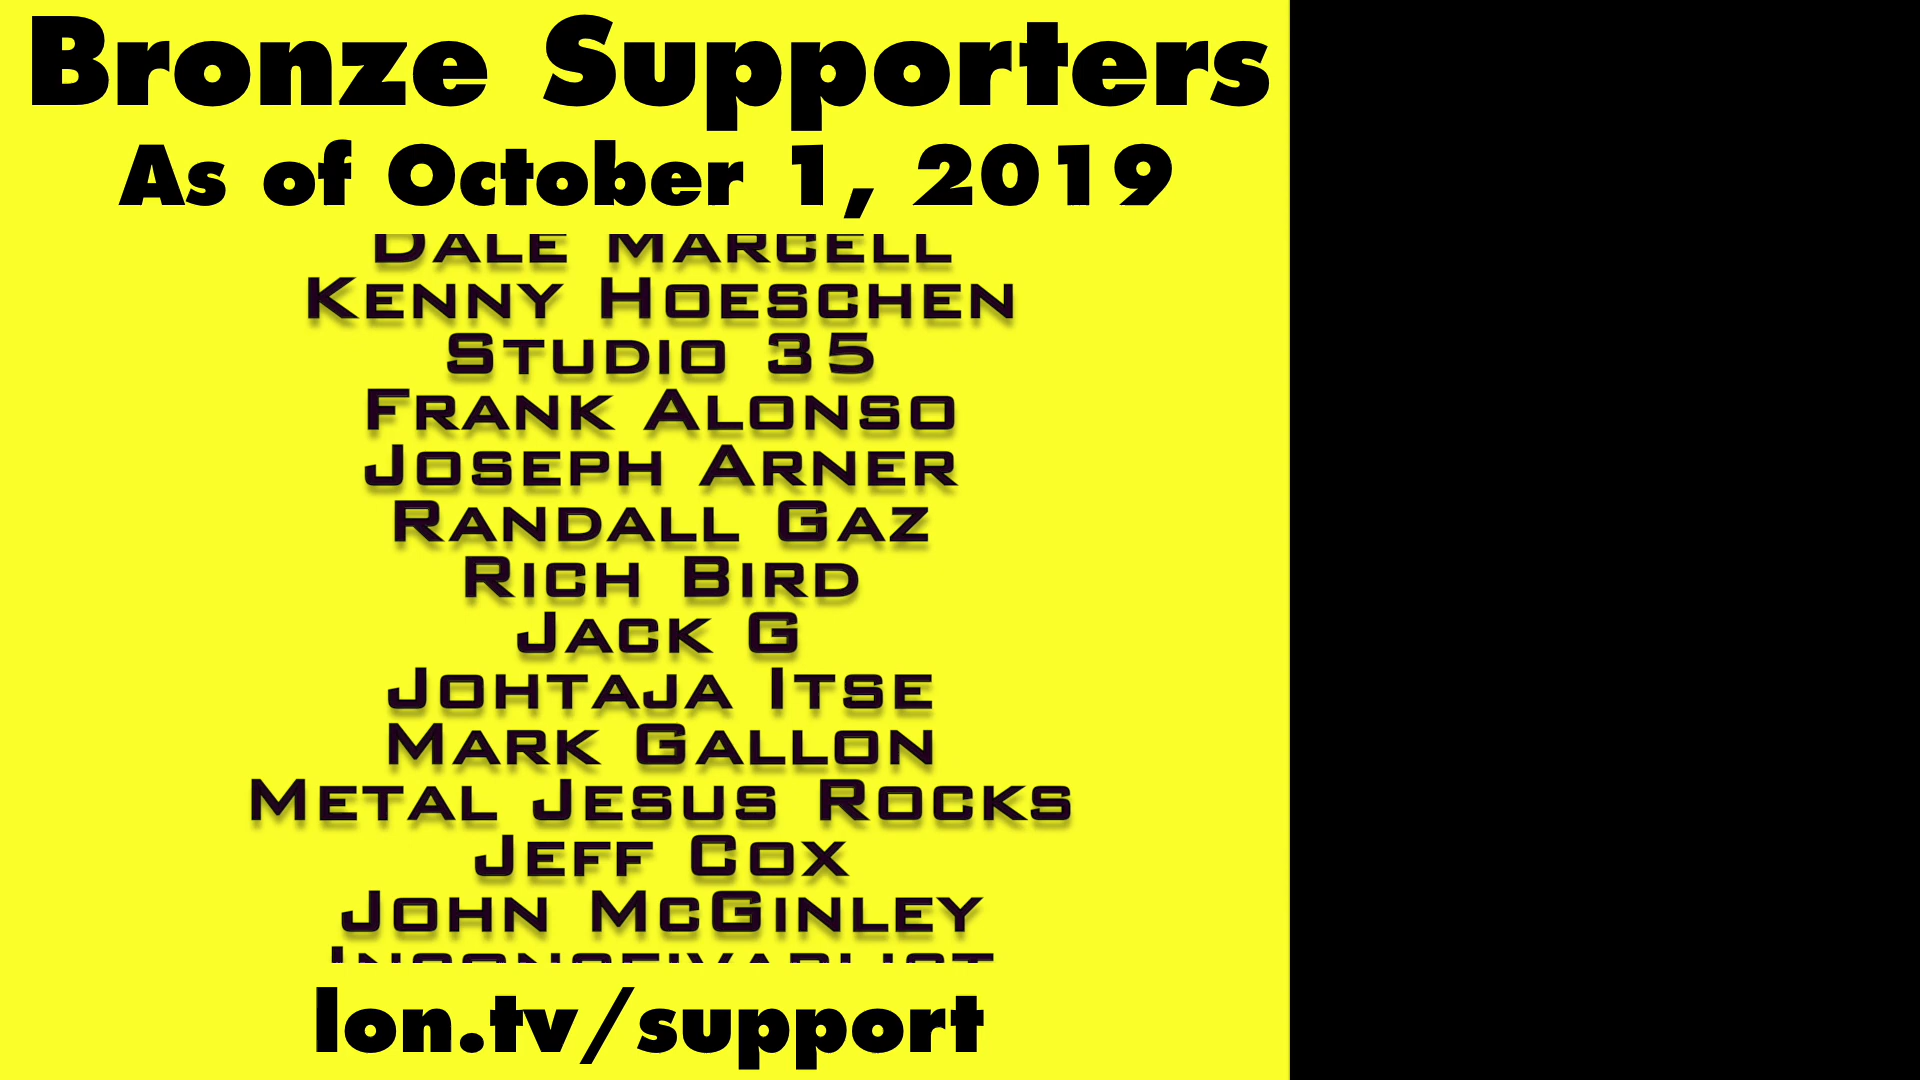 Bronze Supporters
As of October 1, 2019
Dale Marcell
Kenny Hoeschen
Studio 35
Frank Alonso
Joseph Arner
Randall Gaz
Rich Bird
Jack G
Johtaja Itse
Mark Gallon
Metal Jesus Rocks
Jeff Cox
John McGinley
lon.tv/support